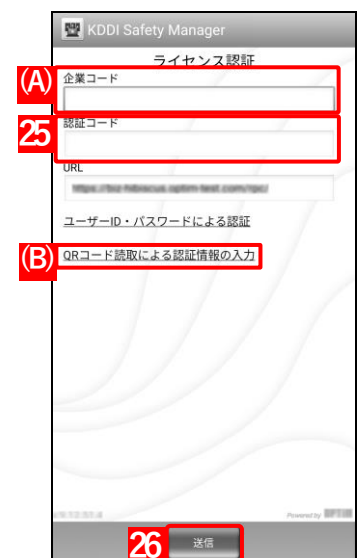 KDDI Safety Manager
ライセンス認証
(A)
企業コード
25
認証コード
URL
ユーザーID・パスワードによる認証
(B)
QRコード読取による認証情報の入力
Powered by OPTiM
26
送信